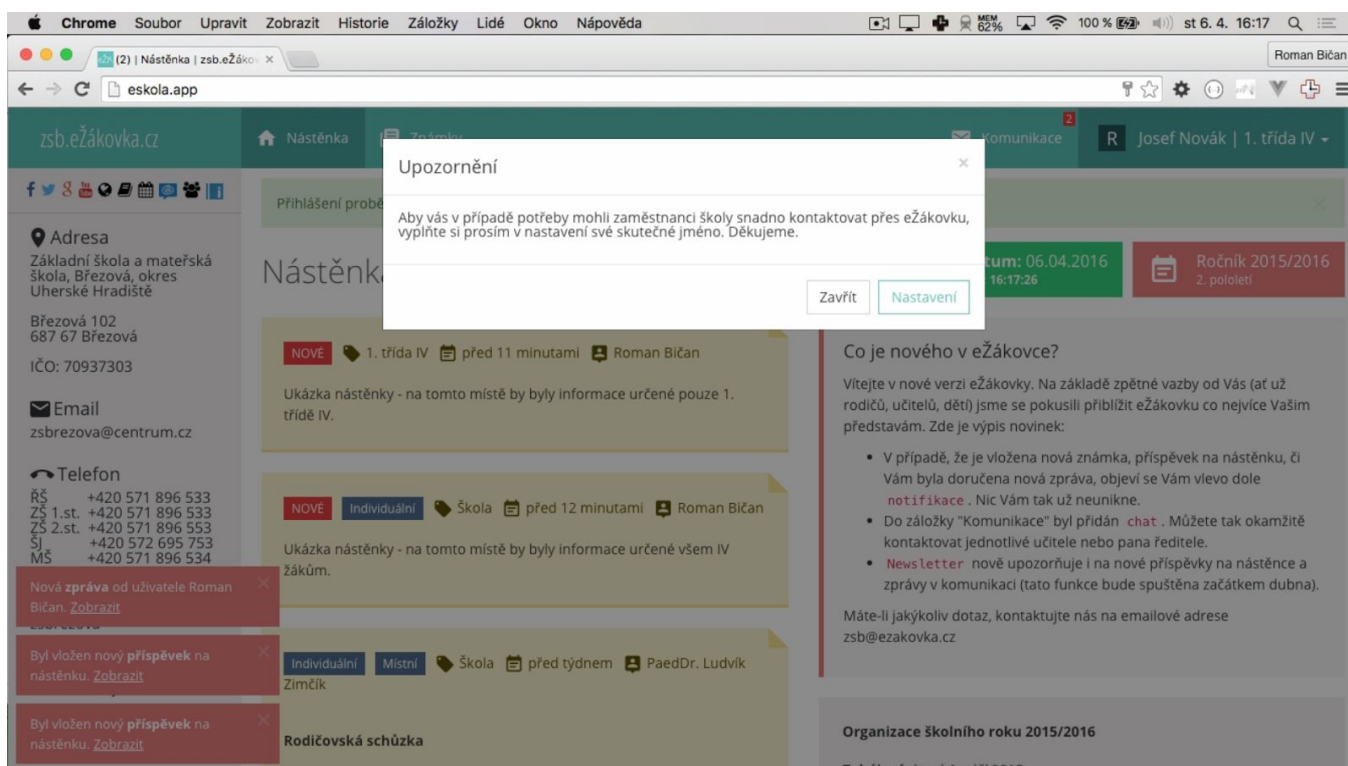 Chrome Soubor Upravit Zobrazit Historie Záložky Lidé Okno Nápověda MEM 62% 100 % st 6. 4. 16:17
(2) | Nástěnka | zsb.eŽáko
Roman Bičan
eskola.app
zsb.eŽákovka.cz
Nástěnka
Známky
Komunikace
2
R Josef Novák | 1. třída IV
Upozornění
Aby vás v případě potřeby mohli zaměstnanci školy snadno kontaktovat přes eŽákovku,
vyplňte si prosím v nastavení své skutečné jméno. Děkujeme.
Zavřít Nastavení
Přihlášení probě
Adresa
Základní škola a mateřská
škola, Březová, okres
Uherské Hradiště
Březová 102
687 67 Březová
IČO: 70937303
Email
zsbrezova@centrum.cz
Telefon
ŘŠ +420 571 896 533
ZŠ 1.st. +420 571 896 533
ZŠ 2.st. +420 571 896 553
ŠJ +420 572 695 753
MŠ +420 571 896 534
Nová zpráva od uživatele Roman
Bičan. Zobrazit
Byl vložen nový příspěvek na
nástěnku. Zobrazit
Byl vložen nový příspěvek na
nástěnku. Zobrazit
Nástěnk
tum: 06.04.2016
16:17:26
Ročník 2015/2016
2. pololetí
NOVÉ 1. třída IV před 11 minutami Roman Bičan
Ukázka nástěnky - na tomto místě by byly informace určené pouze 1.
třídě IV.
NOVÉ Individuální Škola před 12 minutami Roman Bičan
Ukázka nástěnky - na tomto místě by byly informace určené všem IV
žákům.
Individuální Místní Škola před týdnem PaedDr. Ludvík
Zimčík
Rodičovská schůzka
Co je nového v eŽákovce?
Vítejte v nové verzi eŽákovky. Na základě zpětné vazby od Vás (ať už
rodičů, učitelů, dětí) jsme se pokusili přiblížit eŽákovku co nejvíce Vašim
představám. Zde je výpis novinek:
• V případě, že je vložena nová známka, příspěvek na nástěnku, či
Vám byla doručena nová zpráva, objeví se Vám vlevo dole
notifikace . Nic Vám tak už neunikne.
• Do záložky "Komunikace" byl přidán chat . Můžete tak okamžitě
kontaktovat jednotlivé učitele nebo pana ředitele.
• Newsletter nově upozorňuje i na nové příspěvky na nástěnce a
zprávy v komunikaci (tato funkce bude spuštěna začátkem dubna).
Máte-li jakýkoliv dotaz, kontaktujte nás na emailové adrese
zsb@ezakovka.cz
Organizace školního roku 2015/2016